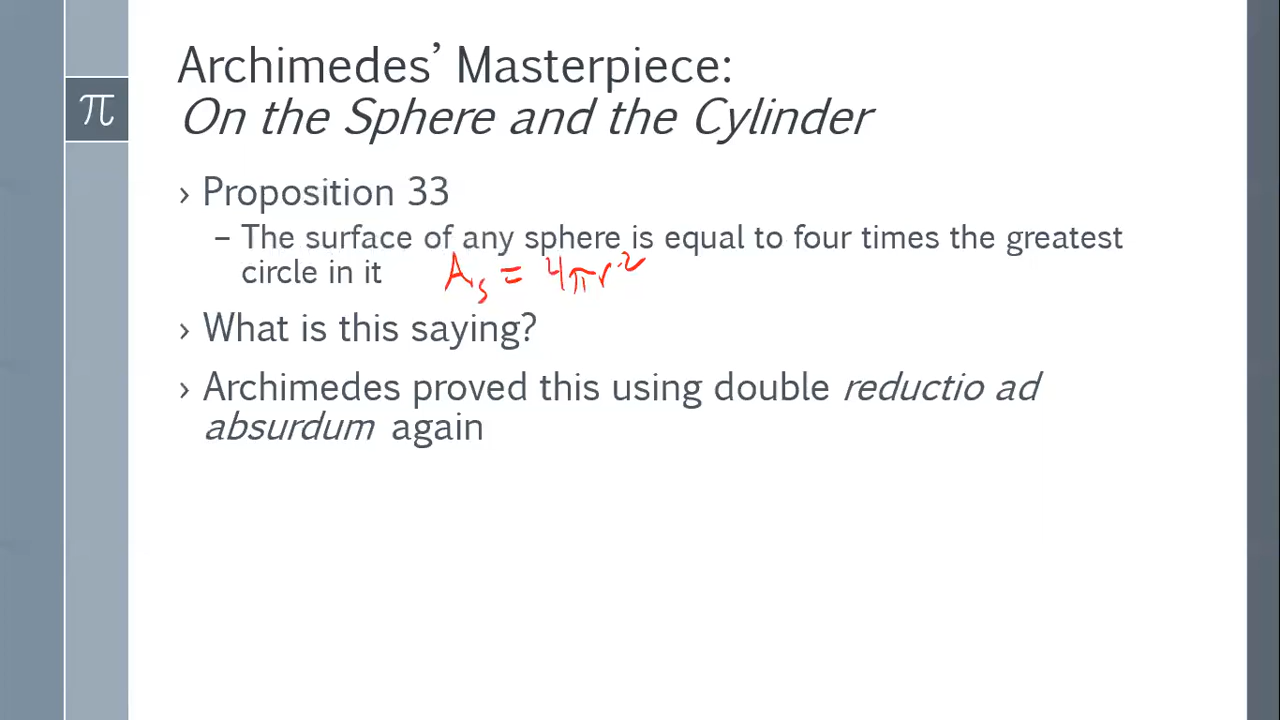 Archimedes’ Masterpiece:
π
On the Sphere and the Cylinder
› Proposition 33
– The surface of any sphere is equal to four times the greatest
circle in it
A_s = 4πr²
› What is this saying?
› Archimedes proved this using double reductio ad
absurdum again